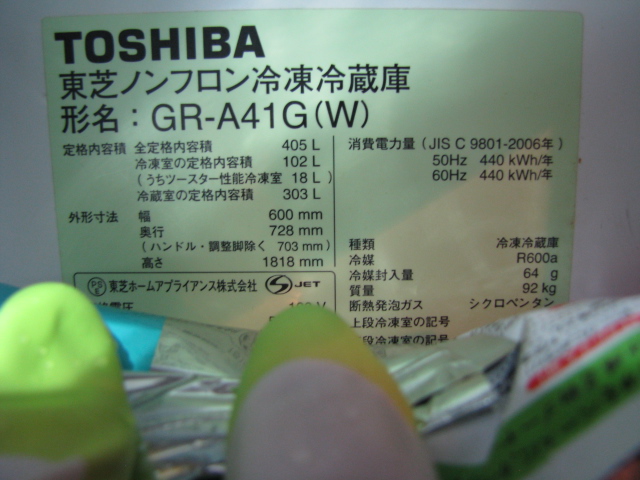 TOSHIBA
東芝ノンフロン冷凍冷蔵庫
形名：GR-A41G(W)
定格内容積 全定格内容積 405 L
冷凍室の定格内容積 102 L
(うちツースター性能冷凍室 18 L)
冷蔵室の定格内容積 303 L
外形寸法 幅 600 mm
奥行 728 mm
(ハンドル・調整脚除く 703 mm)
高さ 1818 mm
東芝ホームアプライアンス株式会社 JET
消費電力量 (JIS C 9801-2006年)
50Hz 440 kWh/年
60Hz 440 kWh/年
種類 冷凍冷蔵庫
冷媒 R600a
冷媒封入量 64 g
質量 92 kg
断熱発泡ガス シクロペンタン
上段冷凍室の記号